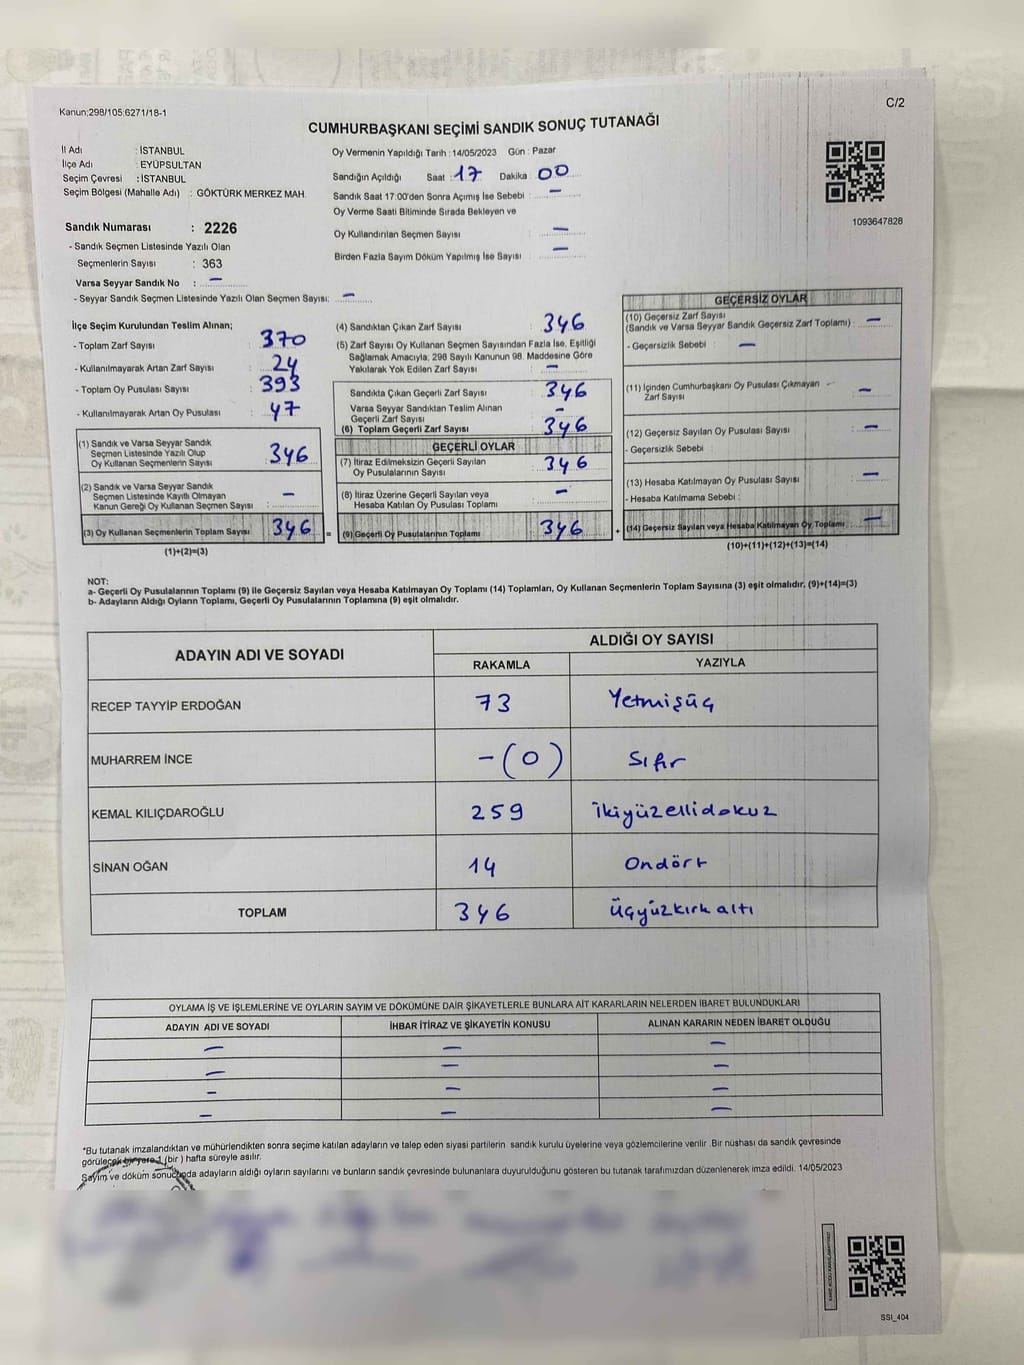 Kanun;298/105;6271/18-1
C/2
CUMHURBAŞKANI SEÇİMİ SANDIK SONUÇ TUTANAĞI
İl Adı : İSTANBUL
İlçe Adı : EYÜPSULTAN
Seçim Çevresi : İSTANBUL
Seçim Bölgesi (Mahalle Adı) : GÖKTÜRK MERKEZ MAH.
Sandık Numarası : 2226
- Sandık Seçmen Listesinde Yazılı Olan
Seçmenlerin Sayısı : 363
Varsa Seyyar Sandık No : –
- Seyyar Sandık Seçmen Listesinde Yazılı Olan Seçmen Sayısı: –
Oy Vermenin Yapıldığı Tarih : 14/05/2023 Gün : Pazar
Sandığın Açıldığı Saat : 17 Dakika : 00
Sandık Saat 17:00'den Sonra Açımış İse Sebebi : –
Oy Verme Saati Bitiminde Sırada Bekleyen ve
Oy Kullandırılan Seçmen Sayısı –
Birden Fazla Sayım Döküm Yapılmış İse Sayısı –
1093647828
İlçe Seçim Kurulundan Teslim Alınan;
- Toplam Zarf Sayısı : 370
- Kullanılmayarak Artan Zarf Sayısı : 24
- Toplam Oy Pusulası Sayısı : 393
- Kullanılmayarak Artan Oy Pusulası : 47
(1) Sandık ve Varsa Seyyar Sandık
Seçmen Listesinde Yazılı Olup
Oy Kullanan Seçmenlerin Sayısı : 346
(2) Sandık ve Varsa Seyyar Sandık
Seçmen Listesinde Kayıtlı Olmayan
Kanun Gereği Oy Kullanan Seçmen Sayısı : –
(3) Oy Kullanan Seçmenlerin Toplam Sayısı : 346 =
(1)+(2)=(3)
(4) Sandıktan Çıkan Zarf Sayısı : 346
(5) Zarf Sayısı Oy Kullanan Seçmen Sayısından Fazla İse, Eşitliği
Sağlamak Amacıyla; 298 Sayılı Kanunun 98. Maddesine Göre
Yakılarak Yok Edilen Zarf Sayısı : –
Sandıkta Çıkan Geçerli Zarf Sayısı : 346
Varsa Seyyar Sandıktan Teslim Alınan
Geçerli Zarf Sayısı : –
(6) Toplam Geçerli Zarf Sayısı : 346
GEÇERLİ OYLAR
(7) İtiraz Edilmeksizin Geçerli Sayılan
Oy Pusulalarının Sayısı : 346
(8) İtiraz Üzerine Geçerli Sayılan veya
Hesaba Katılan Oy Pusulası Toplamı : –
(9) Geçerli Oy Pusulalarının Toplamı : 346 +
GEÇERSİZ OYLAR
(10) Geçersiz Zarf Sayısı
(Sandık ve Varsa Seyyar Sandık Geçersiz Zarf Toplamı) : –
- Geçersizlik Sebebi : –
(11) İçinden Cumhurbaşkanı Oy Pusulası Çıkmayan
Zarf Sayısı : –
(12) Geçersiz Sayılan Oy Pusulası Sayısı : –
- Geçersizlik Sebebi :
(13) Hesaba Katılmayan Oy Pusulası Sayısı : –
- Hesaba Katılmama Sebebi :
(14) Geçersiz Sayılan veya Hesaba Katılmayan Oy Toplamı : –
(10)+(11)+(12)+(13)=(14)
NOT:
a- Geçerli Oy Pusulalarının Toplamı (9) ile Geçersiz Sayılan veya Hesaba Katılmayan Oy Toplamı (14) Toplamları, Oy Kullanan Seçmenlerin Toplam Sayısına (3) eşit olmalıdır. (9)+(14)=(3)
b- Adayların Aldığı Oyların Toplamı, Geçerli Oy Pusulalarının Toplamına (9) eşit olmalıdır.
ADAYIN ADI VE SOYADI
ALDIĞI OY SAYISI
RAKAMLA YAZIYLA
RECEP TAYYİP ERDOĞAN 73 Yetmişüç
MUHARREM İNCE –(0) Sıfır
KEMAL KILIÇDAROĞLU 259 İkiyüzellidokuz
SİNAN OĞAN 14 Ondört
TOPLAM 346 Üçyüzkırkaltı
OYLAMA İŞ VE İŞLEMLERİNE VE OYLARIN SAYIM VE DÖKÜMÜNE DAİR ŞİKAYETLERLE BUNLARA AİT KARARLARIN NELERDEN İBARET BULUNDUKLARI
ADAYIN ADI VE SOYADI İHBAR İTİRAZ VE ŞİKAYETİN KONUSU ALINAN KARARIN NEDEN İBARET OLDUĞU
– – –
– – –
– – –
– – –
*Bu tutanak imzalandıktan ve mühürlendikten sonra seçime katılan adayların ve talep eden siyasi partilerin sandık kurulu üyelerine veya gözlemcilerine verilir. Bir nüshası da sandık çevresinde
görülecek bir yere 1 (bir ) hafta süreyle asılır.
Sayım ve döküm sonucunda adayların aldığı oyların sayılarını ve bunların sandık çevresinde bulunanlara duyurulduğunu gösteren bu tutanak tarafımızdan düzenlenerek imza edildi. 14/05/2023
SSI_404